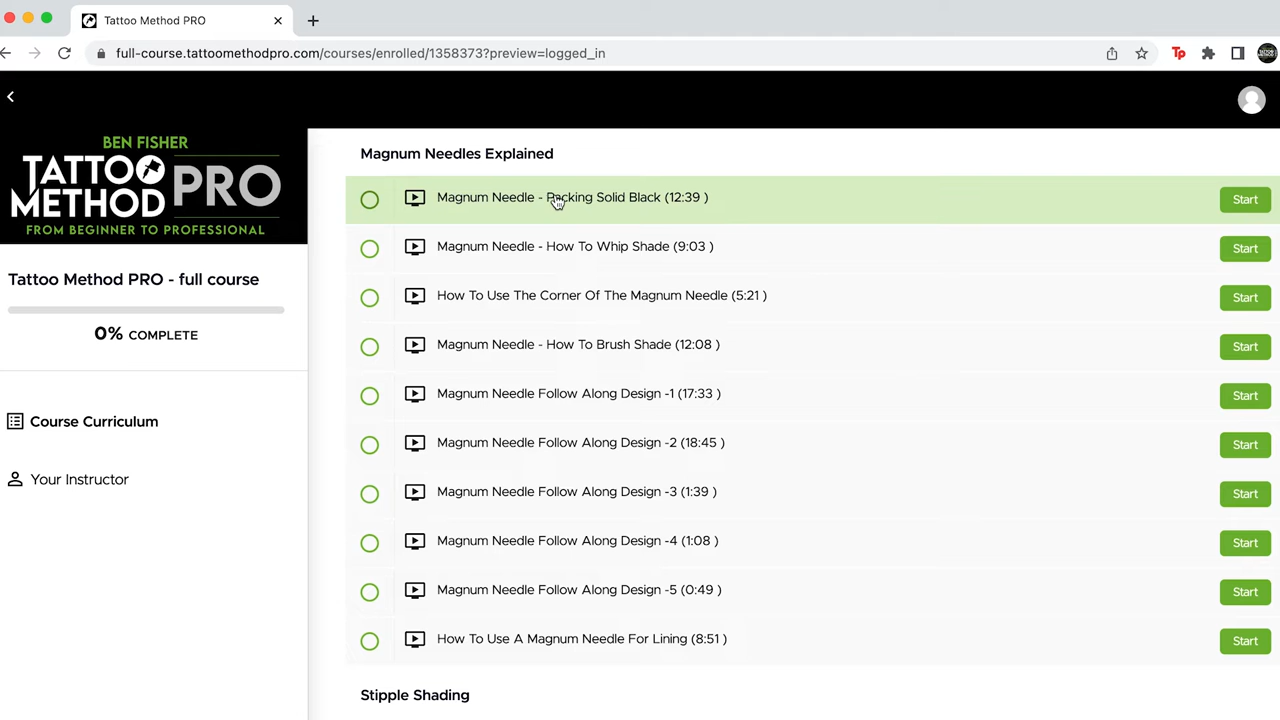 Tattoo Method PRO
full-course.tattoomethodpro.com/courses/enrolled/1358373?preview=logged_in
Tp
BEN FISHER
TATTOO
METHOD
PRO
FROM BEGINNER TO PROFESSIONAL
Tattoo Method PRO - full course
0% COMPLETE
Course Curriculum
Your Instructor
Magnum Needles Explained
Magnum Needle - Packing Solid Black (12:39 )
Start
Magnum Needle - How To Whip Shade (9:03 )
Start
How To Use The Corner Of The Magnum Needle (5:21 )
Start
Magnum Needle - How To Brush Shade (12:08 )
Start
Magnum Needle Follow Along Design -1 (17:33 )
Start
Magnum Needle Follow Along Design -2 (18:45 )
Start
Magnum Needle Follow Along Design -3 (1:39 )
Start
Magnum Needle Follow Along Design -4 (1:08 )
Start
Magnum Needle Follow Along Design -5 (0:49 )
Start
How To Use A Magnum Needle For Lining (8:51 )
Start
Stipple Shading